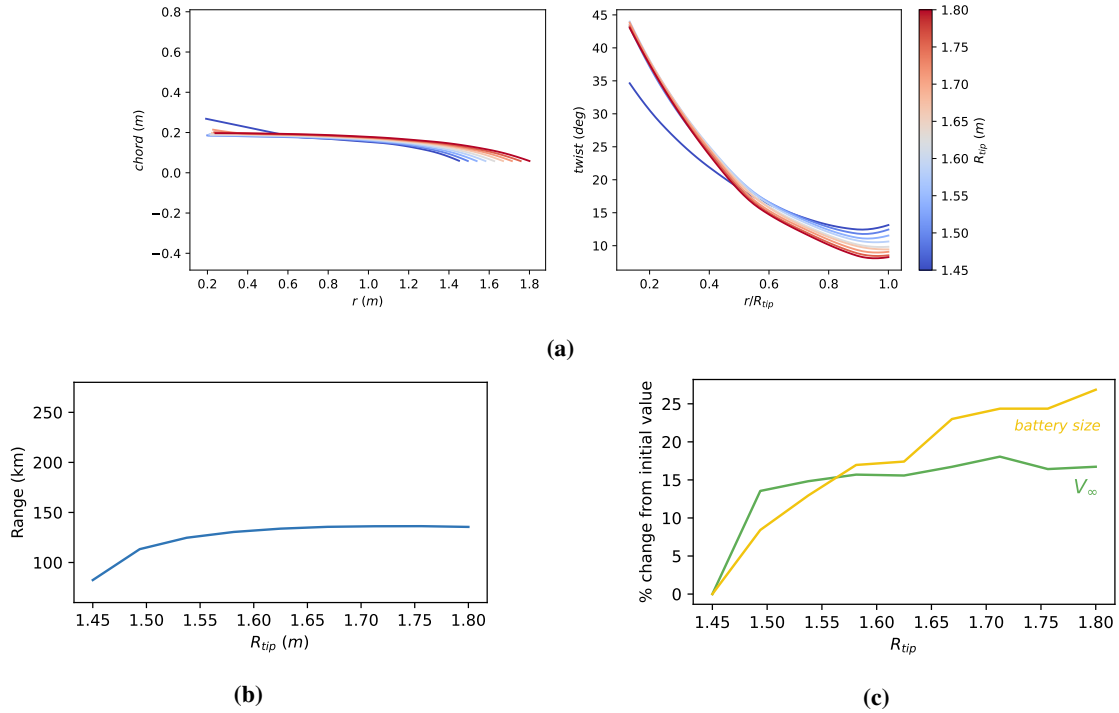 0.8
0.6
0.4
0.2
0.0
−0.2
−0.4
chord (m)
0.2 0.4 0.6 0.8 1.0 1.2 1.4 1.6 1.8
r (m)
45
40
35
30
25
20
15
10
twist (deg)
0.2 0.4 0.6 0.8 1.0
r/R_tip
1.80
1.75
1.70
1.65
1.60
1.55
1.50
1.45
R_tip (m)
(a)
250
200
150
100
Range (km)
1.45 1.50 1.55 1.60 1.65 1.70 1.75 1.80
R_tip (m)
(b)
25
20
15
10
5
0
% change from initial value
battery size
V∞
1.45 1.50 1.55 1.60 1.65 1.70 1.75 1.80
R_tip
(c)